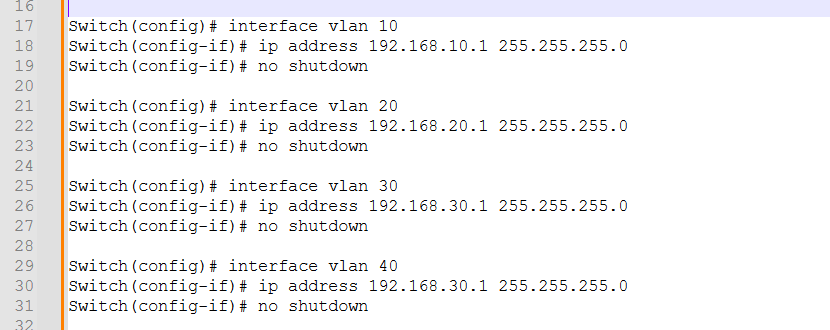 16
17 Switch(config)# interface vlan 10
18 Switch(config-if)# ip address 192.168.10.1 255.255.255.0
19 Switch(config-if)# no shutdown
20
21 Switch(config)# interface vlan 20
22 Switch(config-if)# ip address 192.168.20.1 255.255.255.0
23 Switch(config-if)# no shutdown
24
25 Switch(config)# interface vlan 30
26 Switch(config-if)# ip address 192.168.30.1 255.255.255.0
27 Switch(config-if)# no shutdown
28
29 Switch(config)# interface vlan 40
30 Switch(config-if)# ip address 192.168.30.1 255.255.255.0
31 Switch(config-if)# no shutdown
32